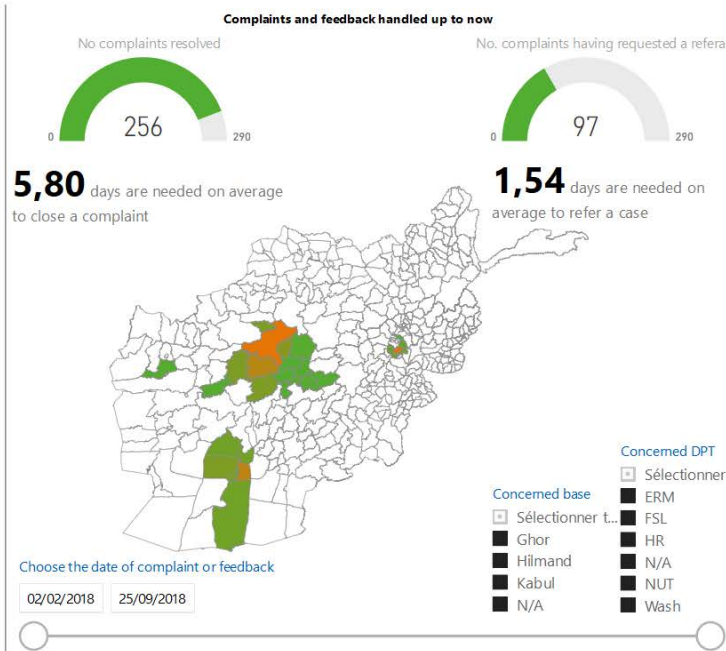 Complaints and feedback handled up to now
No complaints resolved
256
0
290
5,80 days are needed on average
to close a complaint
No. complaints having requested a refera
97
0
290
1,54 days are needed on
average to refer a case
Concerned base
Sélectionner t...
Ghor
Hilmand
Kabul
N/A
Concerned DPT
Sélectionner
ERM
FSL
HR
N/A
NUT
Wash
Choose the date of complaint or feedback
02/02/2018 25/09/2018